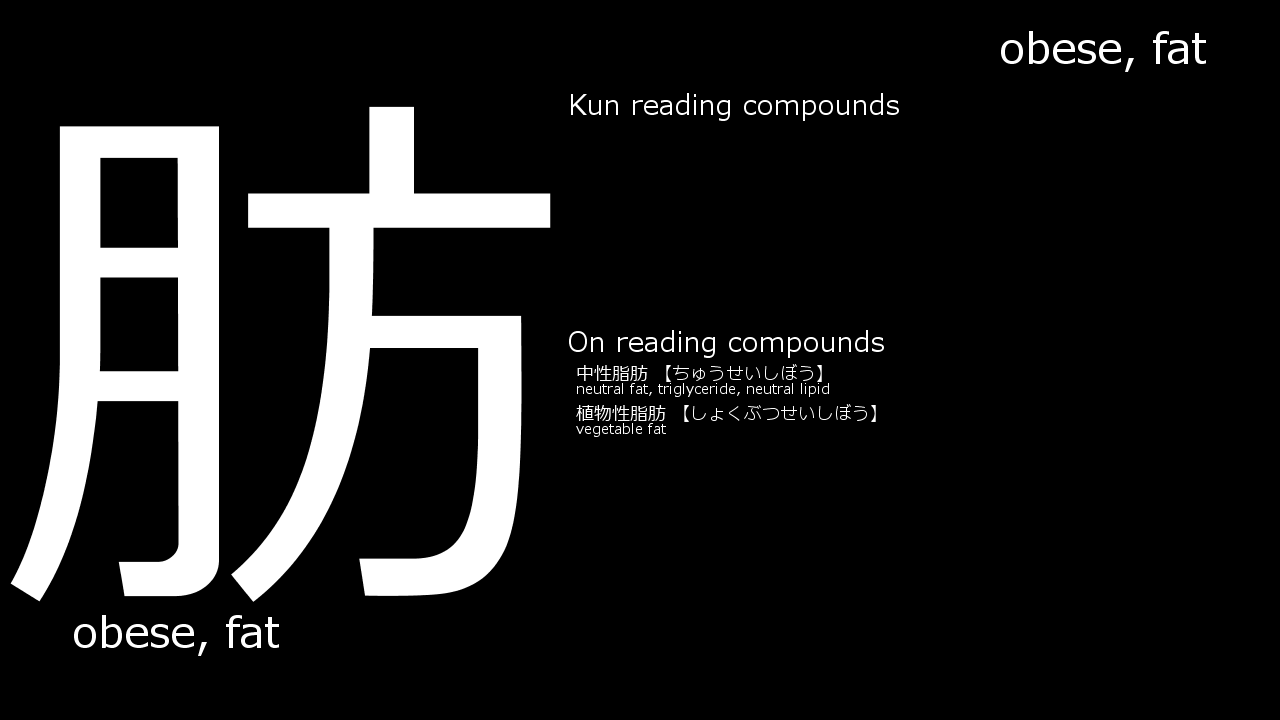 obese, fat
肪
Kun reading compounds
On reading compounds
中性脂肪 【ちゅうせいしぼう】
neutral fat, triglyceride, neutral lipid
植物性脂肪 【しょくぶつせいしぼう】
vegetable fat
obese, fat